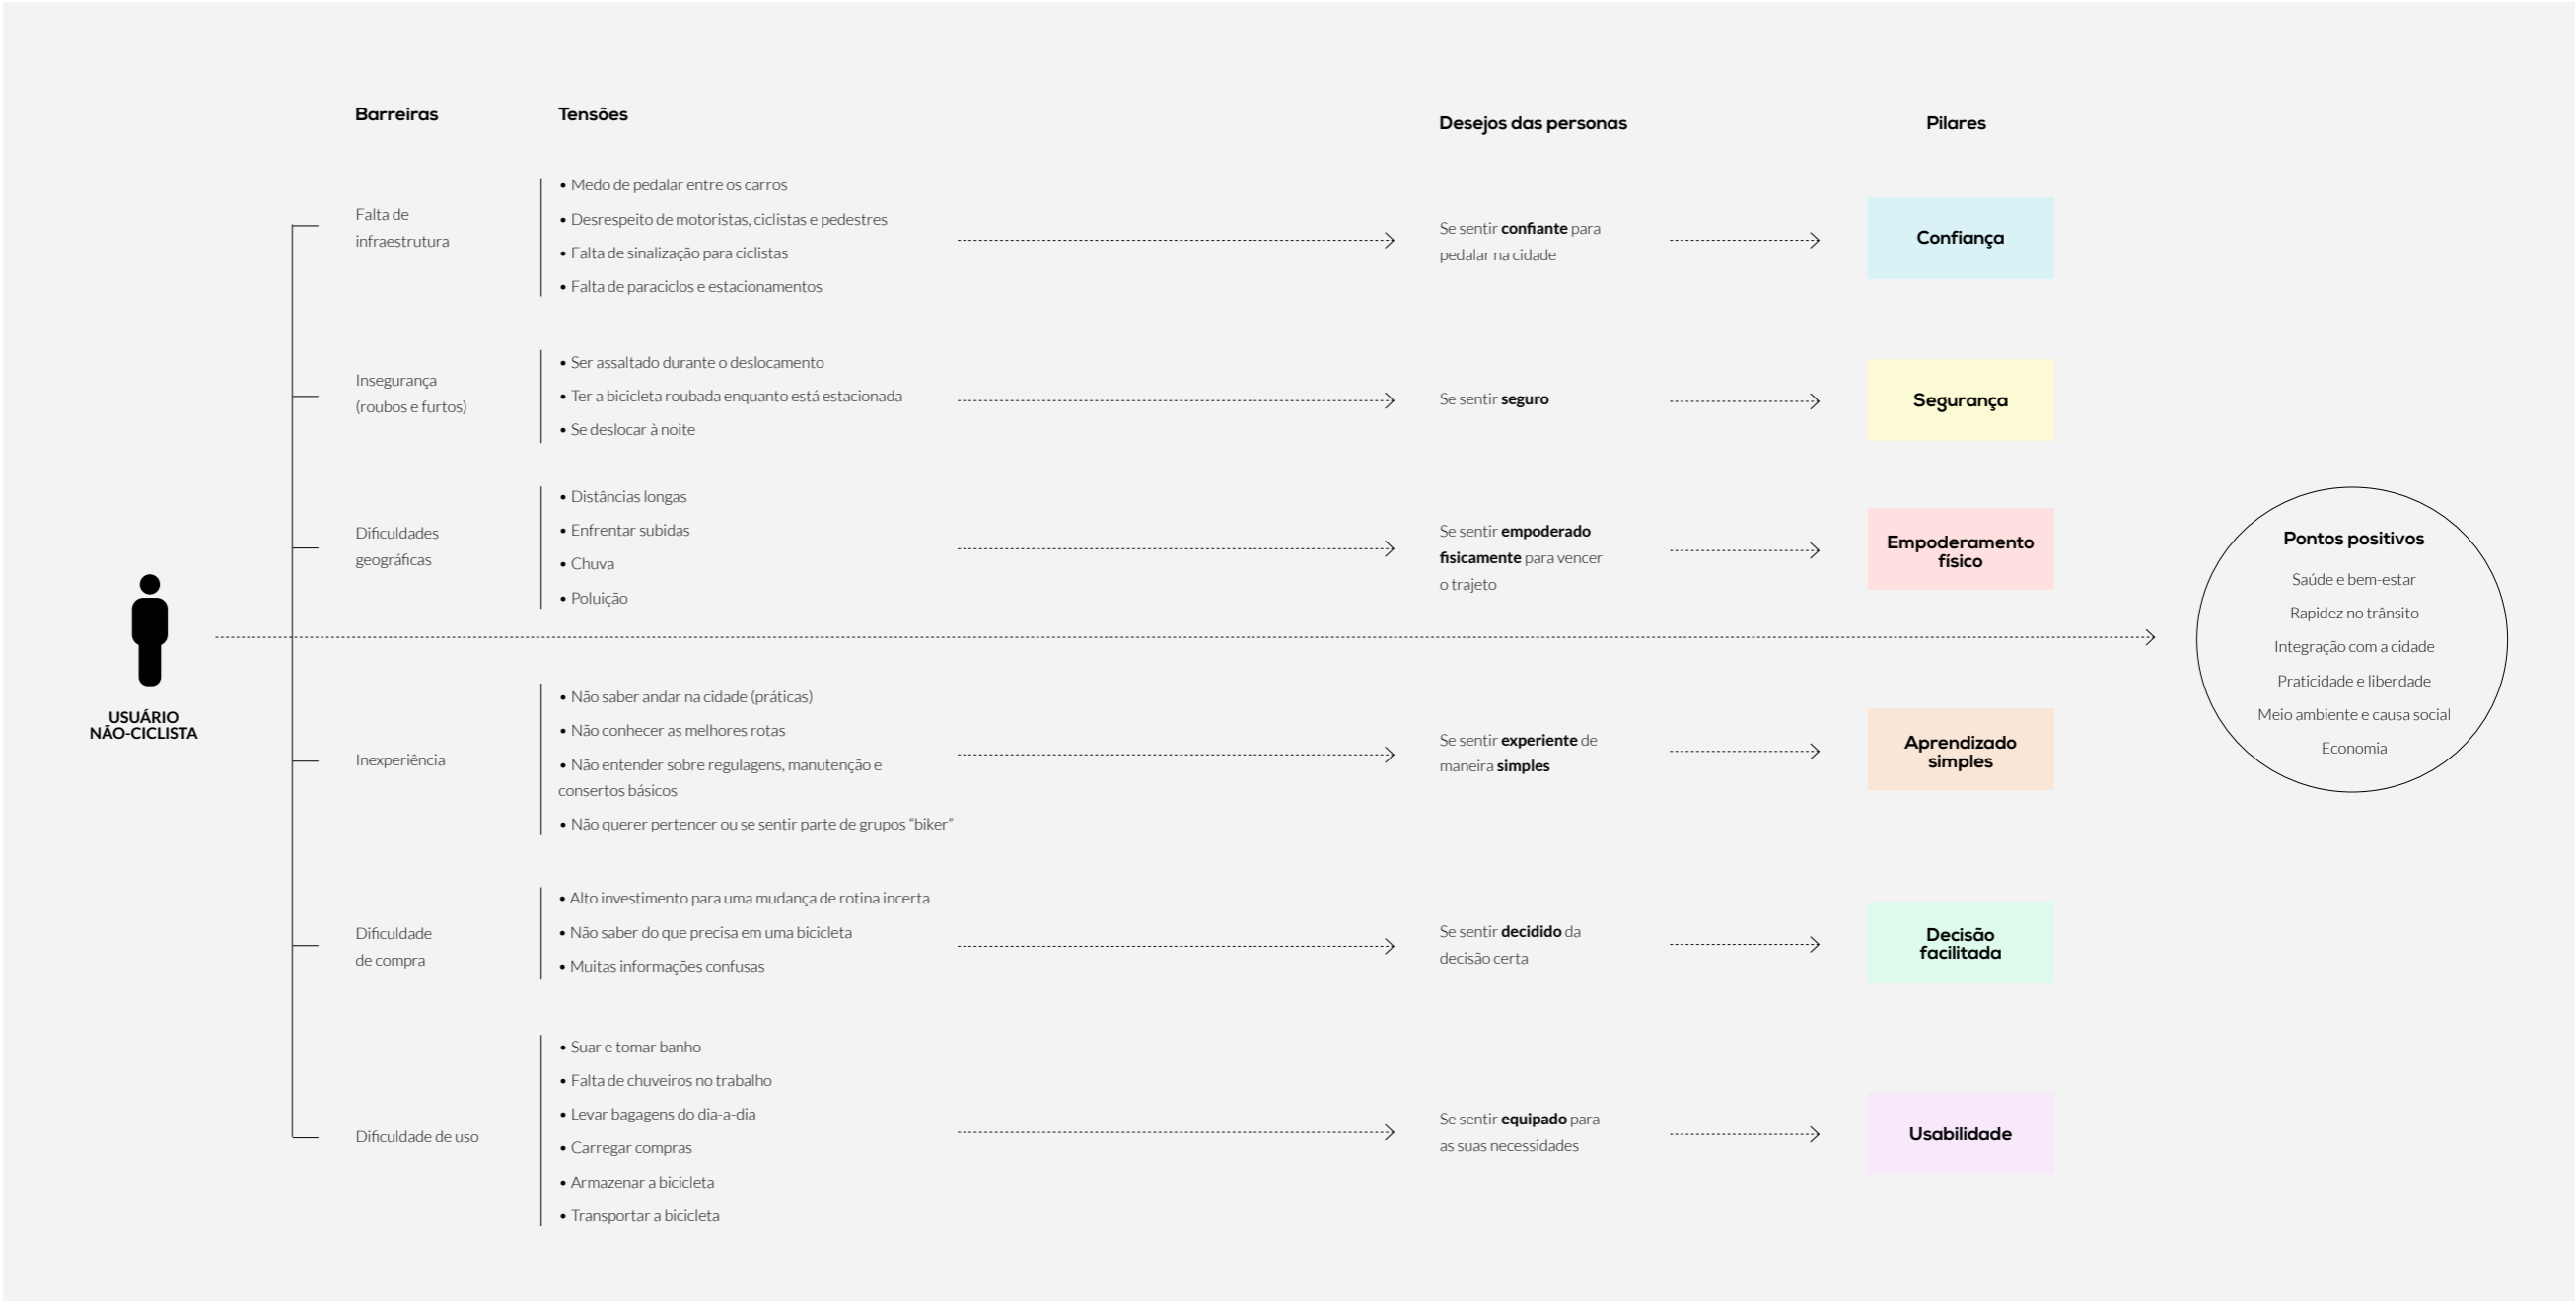 Barreiras
Tensões
Desejos das personas
Pilares
Falta de
infraestrutura
• Medo de pedalar entre os carros
• Desrespeito de motoristas, ciclistas e pedestres
• Falta de sinalização para ciclistas
• Falta de paraciclos e estacionamentos
Se sentir confiante para
pedalar na cidade
Confiança
Insegurança
(roubos e furtos)
• Ser assaltado durante o deslocamento
• Ter a bicicleta roubada enquanto está estacionada
• Se deslocar à noite
Se sentir seguro
Segurança
Dificuldades
geográficas
• Distâncias longas
• Enfrentar subidas
• Chuva
• Poluição
Se sentir empoderado
fisicamente para vencer
o trajeto
Empoderamento
físico
USUÁRIO
NÃO-CICLISTA
Pontos positivos
Saúde e bem-estar
Rapidez no trânsito
Integração com a cidade
Praticidade e liberdade
Meio ambiente e causa social
Economia
Inexperiência
• Não saber andar na cidade (práticas)
• Não conhecer as melhores rotas
• Não entender sobre regulagens, manutenção e
consertos básicos
• Não querer pertencer ou se sentir parte de grupos “biker”
Se sentir experiente de
maneira simples
Aprendizado
simples
Dificuldade
de compra
• Alto investimento para uma mudança de rotina incerta
• Não saber do que precisa em uma bicicleta
• Muitas informações confusas
Se sentir decidido da
decisão certa
Decisão
facilitada
Dificuldade de uso
• Suar e tomar banho
• Falta de chuveiros no trabalho
• Levar bagagens do dia-a-dia
• Carregar compras
• Armazenar a bicicleta
• Transportar a bicicleta
Se sentir equipado para
as suas necessidades
Usabilidade